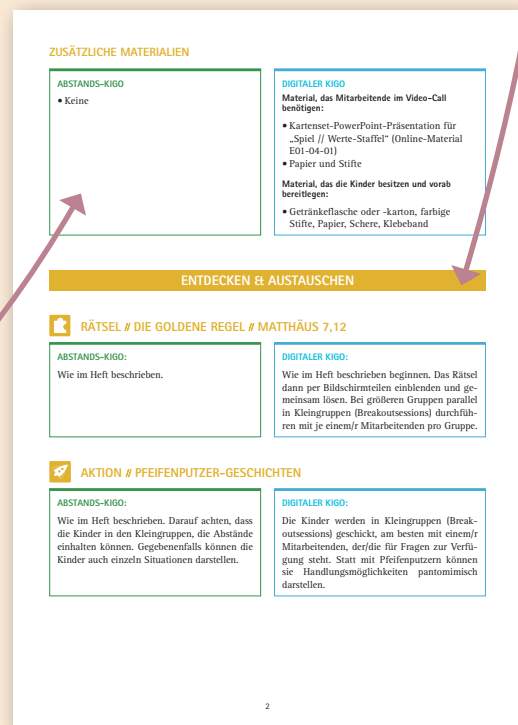 ZUSÄTZLICHE MATERIALIEN
ABSTANDS-KIGO
• Keine
DIGITALER KIGO
Material, das Mitarbeitende im Video-Call
benötigen:
• Kartenset-PowerPoint-Präsentation für
„Spiel // Werte-Staffel“ (Online-Material
E01-04-01)
• Papier und Stifte
Material, das die Kinder besitzen und vorab
bereitlegen:
• Getränkeflasche oder -karton, farbige
Stifte, Papier, Schere, Klebeband
ENTDECKEN & AUSTAUSCHEN
RÄTSEL // DIE GOLDENE REGEL // MATTHÄUS 7,12
ABSTANDS-KIGO:
Wie im Heft beschrieben.
DIGITALER KIGO:
Wie im Heft beschrieben beginnen. Das Rätsel
dann per Bildschirmteilen einblenden und ge-
meinsam lösen. Bei größeren Gruppen parallel
in Kleingruppen (Breakoutsessions) durchfüh-
ren mit je einem/r Mitarbeitenden pro Gruppe.
AKTION // PFEIFENPUTZER-GESCHICHTEN
ABSTANDS-KIGO:
Wie im Heft beschrieben. Darauf achten, dass
die Kinder in den Kleingruppen, die Abstände
einhalten können. Gegebenenfalls können die
Kinder auch einzeln Situationen darstellen.
DIGITALER KIGO:
Die Kinder werden in Kleingruppen (Break-
outsessions) geschickt, am besten mit einem/r
Mitarbeitenden, der/die für Fragen zur Verfü-
gung steht. Statt mit Pfeifenputzern können
sie Handlungsmöglichkeiten pantomimisch
darstellen.
2